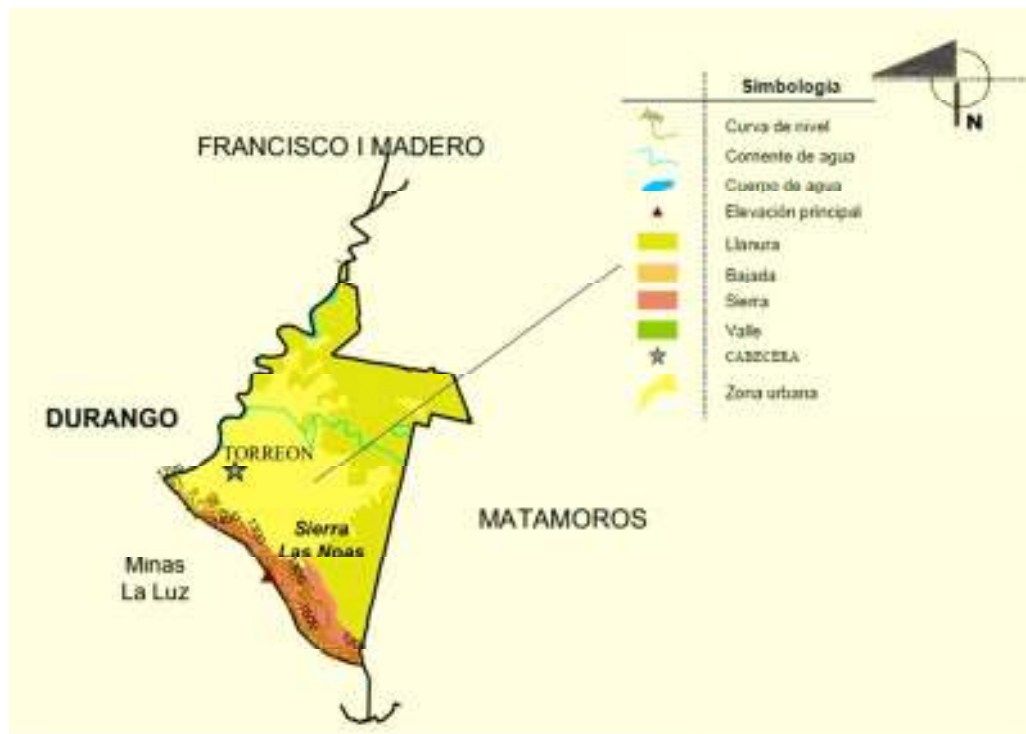 Simbología
N
Curva de nivel
Corriente de agua
Cuerpo de agua
Elevación principal
Llanura
Bajada
Sierra
Valle
CABECERA
Zona urbana
FRANCISCO I MADERO
DURANGO
TORREON
MATAMOROS
Sierra
Las Noas
Minas
La Luz